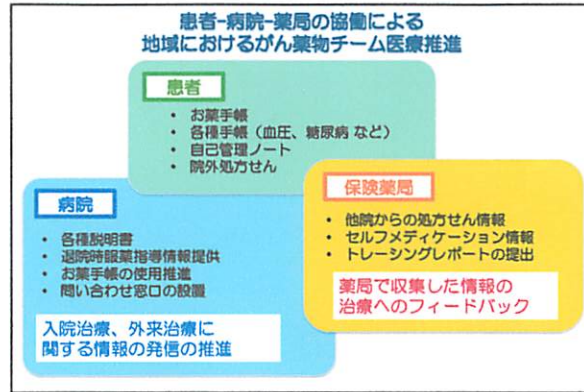 患者-病院-薬局の協働による
地域におけるがん薬物チーム医療推進
患者
• お薬手帳
• 各種手帳（血圧、糖尿病 など）
• 自己管理ノート
• 院外処方せん
病院
• 各種説明書
• 退院時服薬指導情報提供
• お薬手帳の使用推進
• 問い合わせ窓口の設置
入院治療、外来治療に
関する情報の発信の推進
保険薬局
• 他院からの処方せん情報
• セルフメディケーション情報
• トレーシングレポートの提出
薬局で収集した情報の
治療へのフィードバック